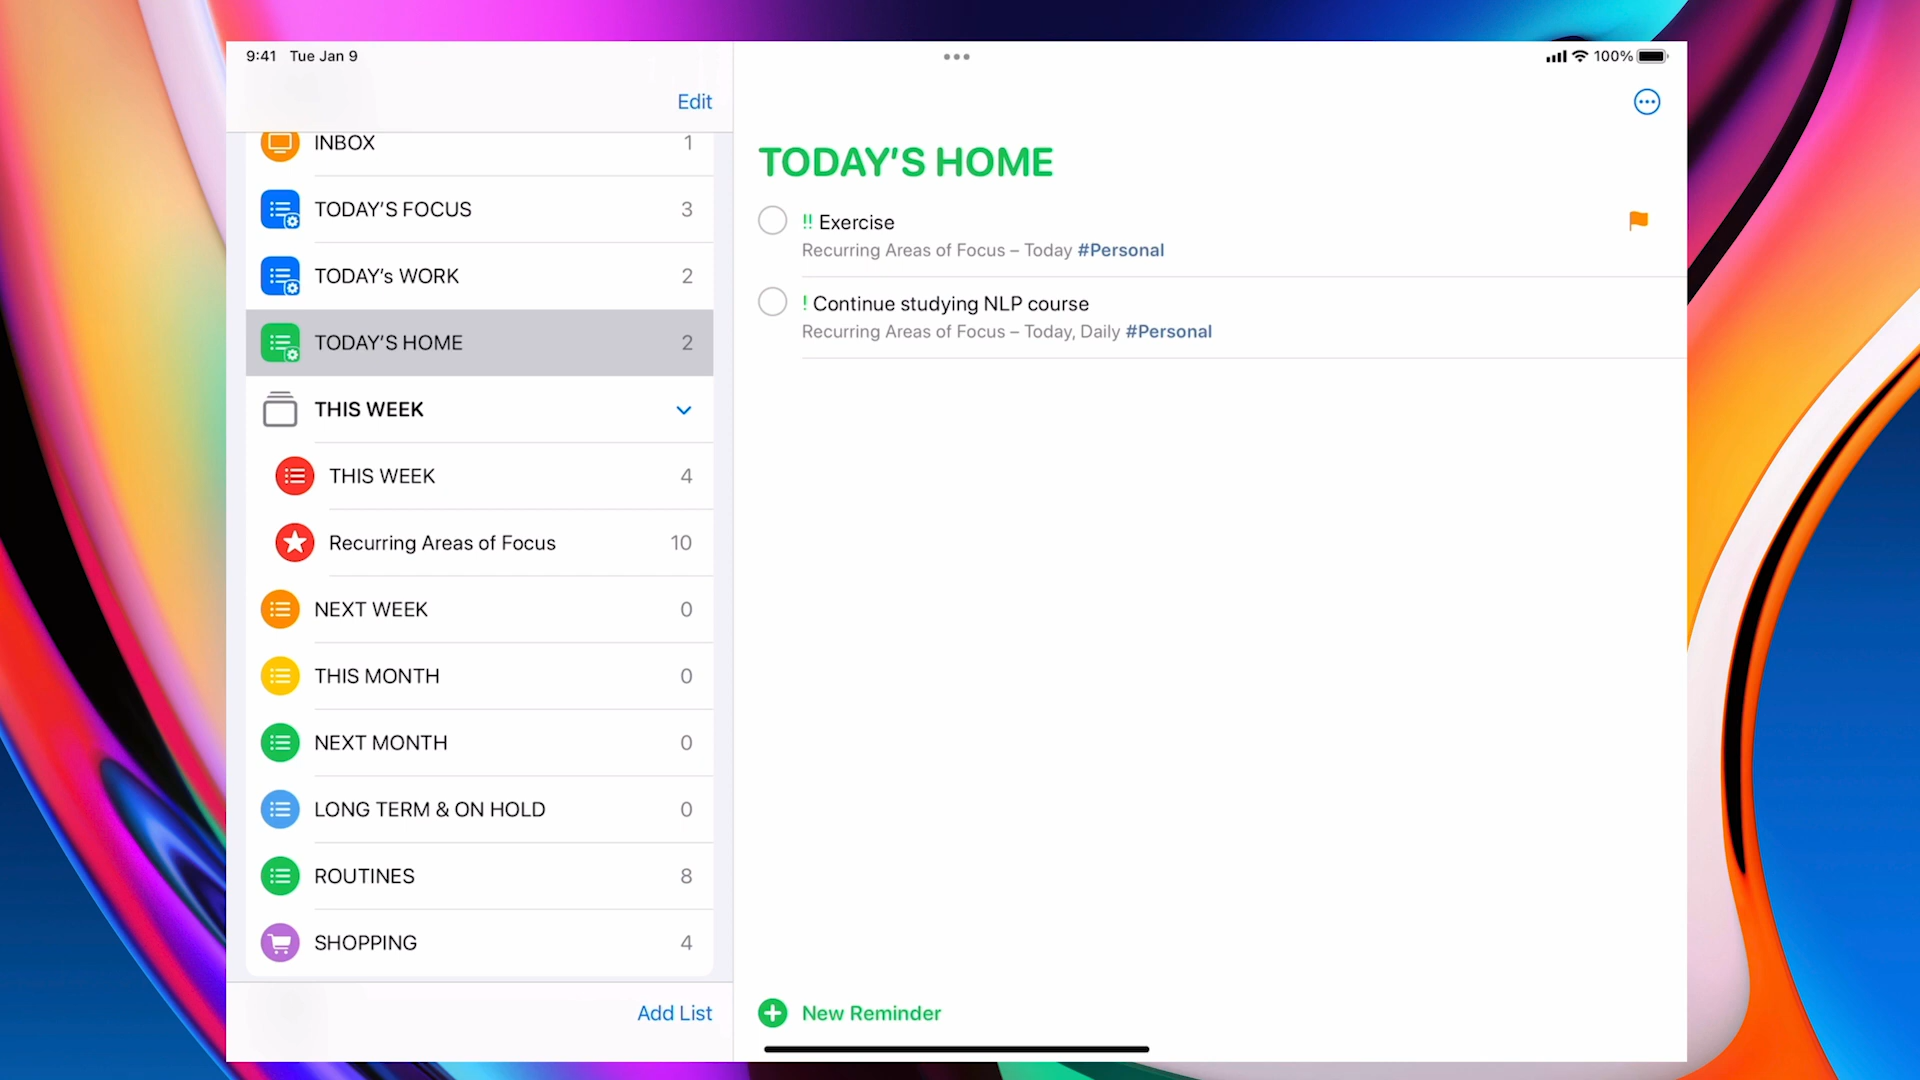 9:41 Tue Jan 9
100%
Edit
INBOX 1
TODAY’S FOCUS 3
TODAY’s WORK 2
TODAY’S HOME 2
THIS WEEK
THIS WEEK 4
Recurring Areas of Focus 10
NEXT WEEK 0
THIS MONTH 0
NEXT MONTH 0
LONG TERM & ON HOLD 0
ROUTINES 8
SHOPPING 4
Add List
TODAY’S HOME
!! Exercise
Recurring Areas of Focus – Today #Personal
! Continue studying NLP course
Recurring Areas of Focus – Today, Daily #Personal
New Reminder